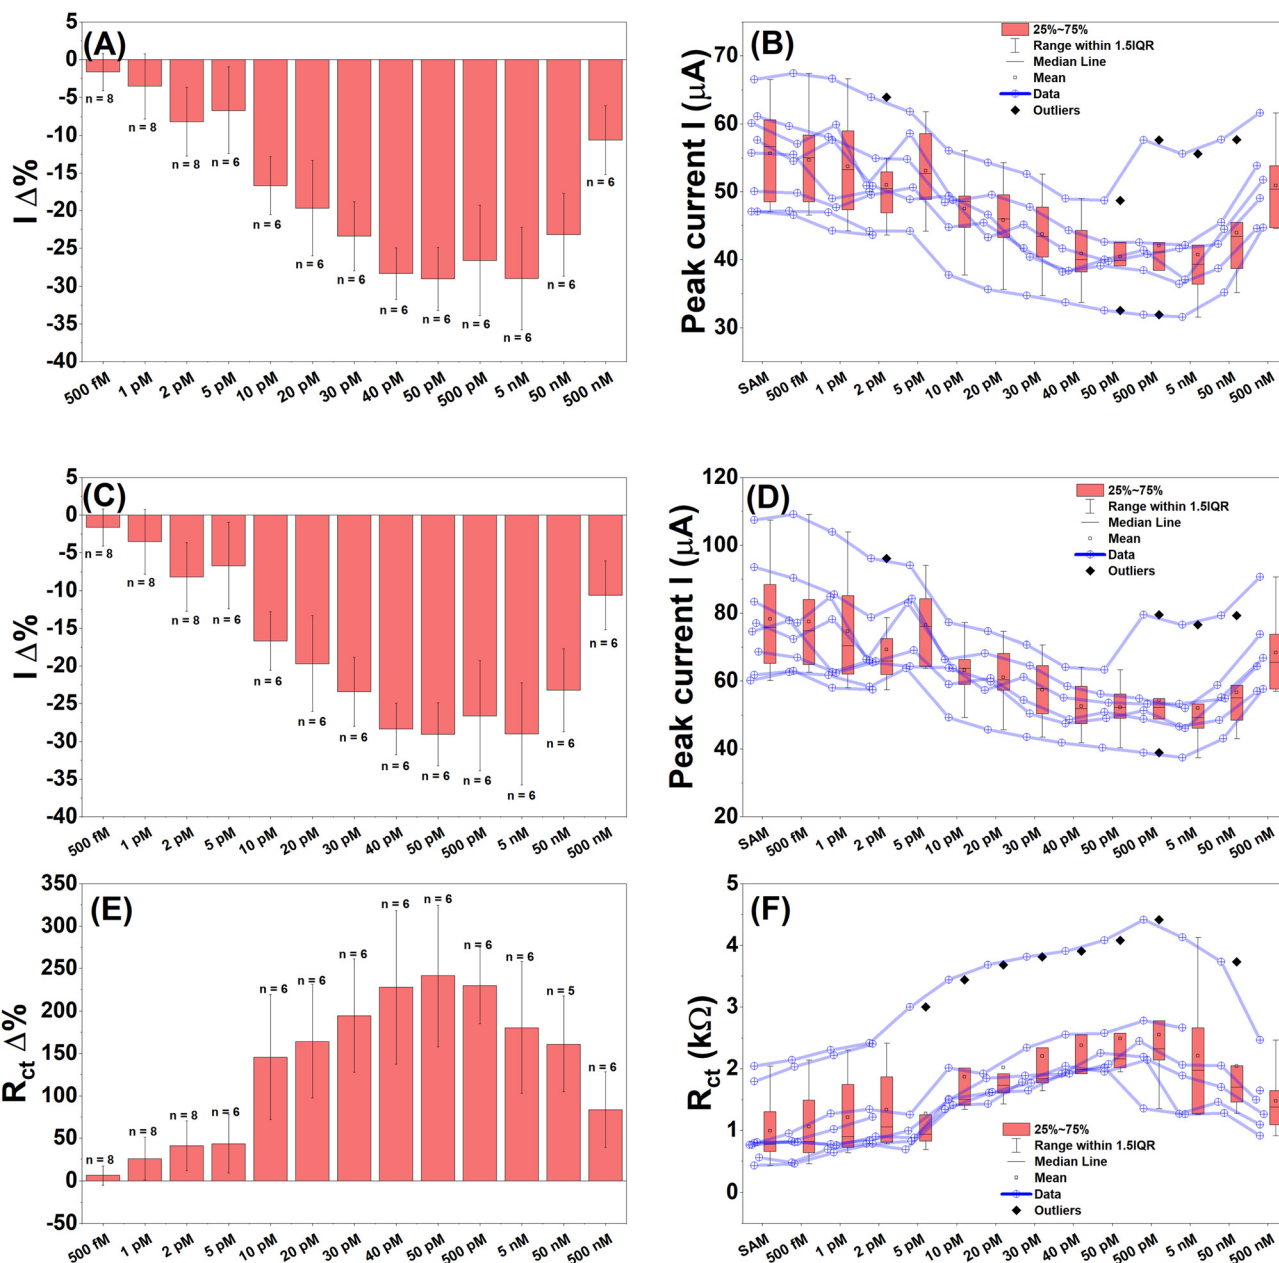 (A)
I Δ%
5
0
-5
-10
-15
-20
-25
-30
-35
-40
n = 8
n = 8
n = 8
n = 6
n = 6
n = 6
n = 6
n = 6
n = 6
n = 6
n = 6
n = 6
n = 6
500 fM
1 pM
2 pM
5 pM
10 pM
20 pM
30 pM
40 pM
50 pM
500 pM
5 nM
50 nM
500 nM
(B)
Peak current I (μA)
70
60
50
40
30
25%~75%
Range within 1.5IQR
Median Line
Mean
Data
Outliers
SAM
500 fM
1 pM
2 pM
5 pM
10 pM
20 pM
30 pM
40 pM
50 pM
500 pM
5 nM
50 nM
500 nM
(C)
I Δ%
5
0
-5
-10
-15
-20
-25
-30
-35
-40
n = 8
n = 8
n = 8
n = 6
n = 6
n = 6
n = 6
n = 6
n = 6
n = 6
n = 6
n = 6
n = 6
500 fM
1 pM
2 pM
5 pM
10 pM
20 pM
30 pM
40 pM
50 pM
500 pM
5 nM
50 nM
500 nM
(D)
Peak current I (μA)
120
100
80
60
40
20
25%~75%
Range within 1.5IQR
Median Line
Mean
Data
Outliers
SAM
500 fM
1 pM
2 pM
5 pM
10 pM
20 pM
30 pM
40 pM
50 pM
500 pM
5 nM
50 nM
500 nM
(E)
Rct Δ%
350
300
250
200
150
100
50
0
-50
n = 8
n = 8
n = 8
n = 6
n = 6
n = 6
n = 6
n = 6
n = 6
n = 6
n = 6
n = 5
n = 6
500 fM
1 pM
2 pM
5 pM
10 pM
20 pM
30 pM
40 pM
50 pM
500 pM
5 nM
50 nM
500 nM
(F)
Rct (kΩ)
5
4
3
2
1
0
25%~75%
Range within 1.5IQR
Median Line
Mean
Data
Outliers
SAM
500 fM
1 pM
2 pM
5 pM
10 pM
20 pM
30 pM
40 pM
50 pM
500 pM
5 nM
50 nM
500 nM